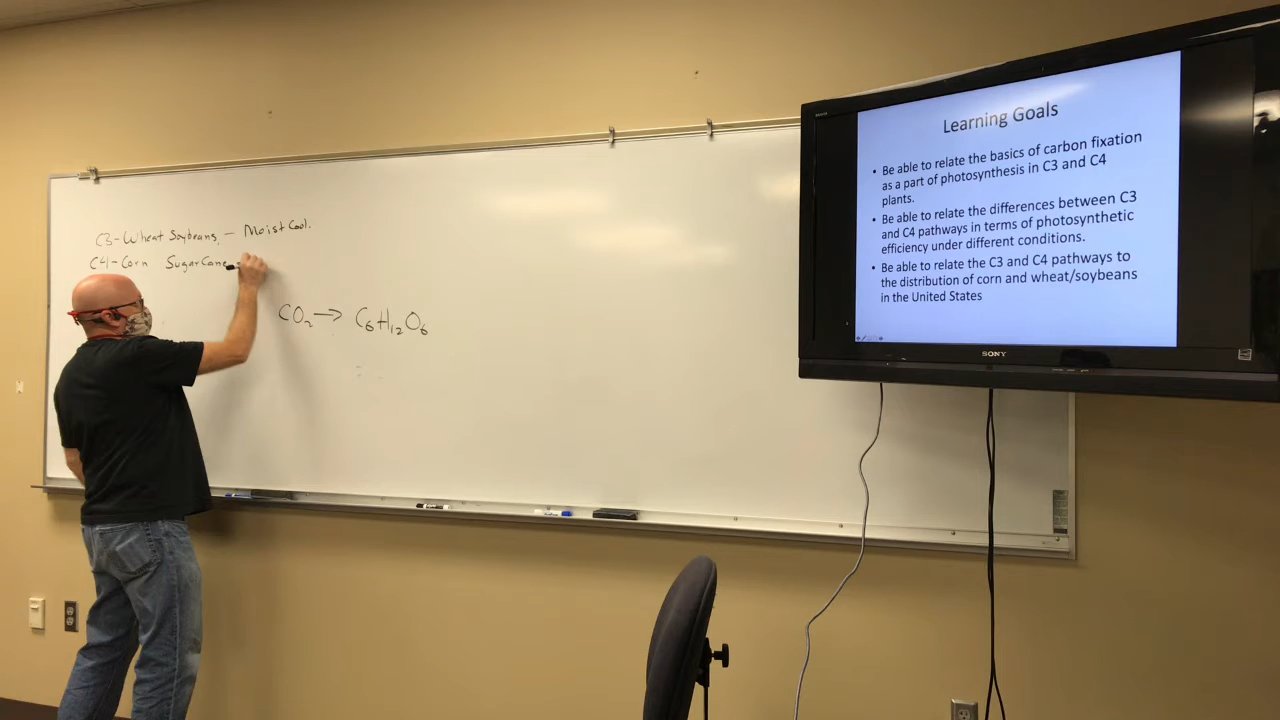 C3-Wheat Soybeans, - Moist Cool.
C4-Corn Sugar Cane
CO₂→ C₆H₁₂O₆
Learning Goals
• Be able to relate the basics of carbon fixation
as a part of photosynthesis in C3 and C4
plants.
• Be able to relate the differences between C3
and C4 pathways in terms of photosynthetic
efficiency under different conditions.
• Be able to relate the C3 and C4 pathways to
the distribution of corn and wheat/soybeans
in the United States
SONY